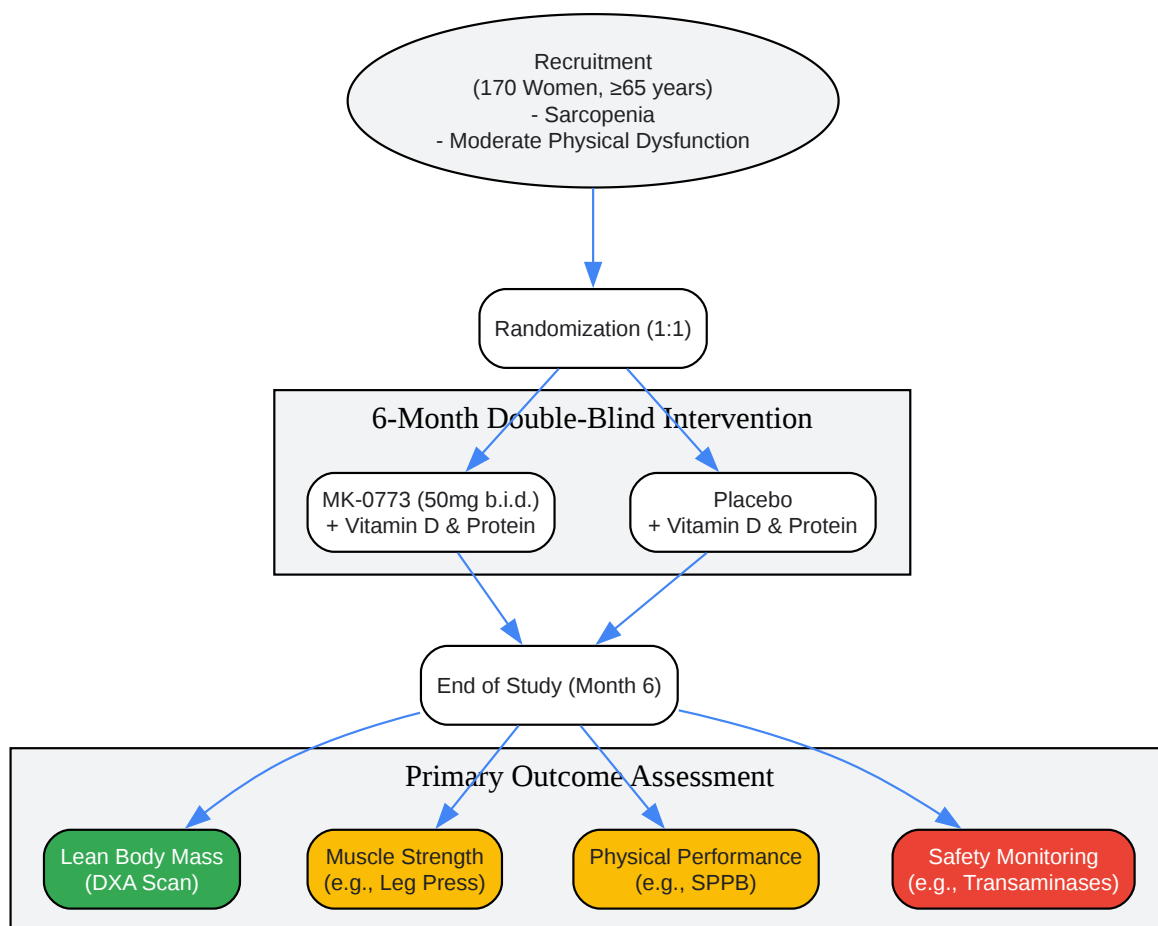 Recruitment
(170 Women, ≥65 years)
- Sarcopenia
- Moderate Physical Dysfunction
Randomization (1:1)
6-Month Double-Blind Intervention
MK-0773 (50mg b.i.d.)
+ Vitamin D & Protein
Placebo
+ Vitamin D & Protein
End of Study (Month 6)
Primary Outcome Assessment
Lean Body Mass
(DXA Scan)
Muscle Strength
(e.g., Leg Press)
Physical Performance
(e.g., SPPB)
Safety Monitoring
(e.g., Transaminases)